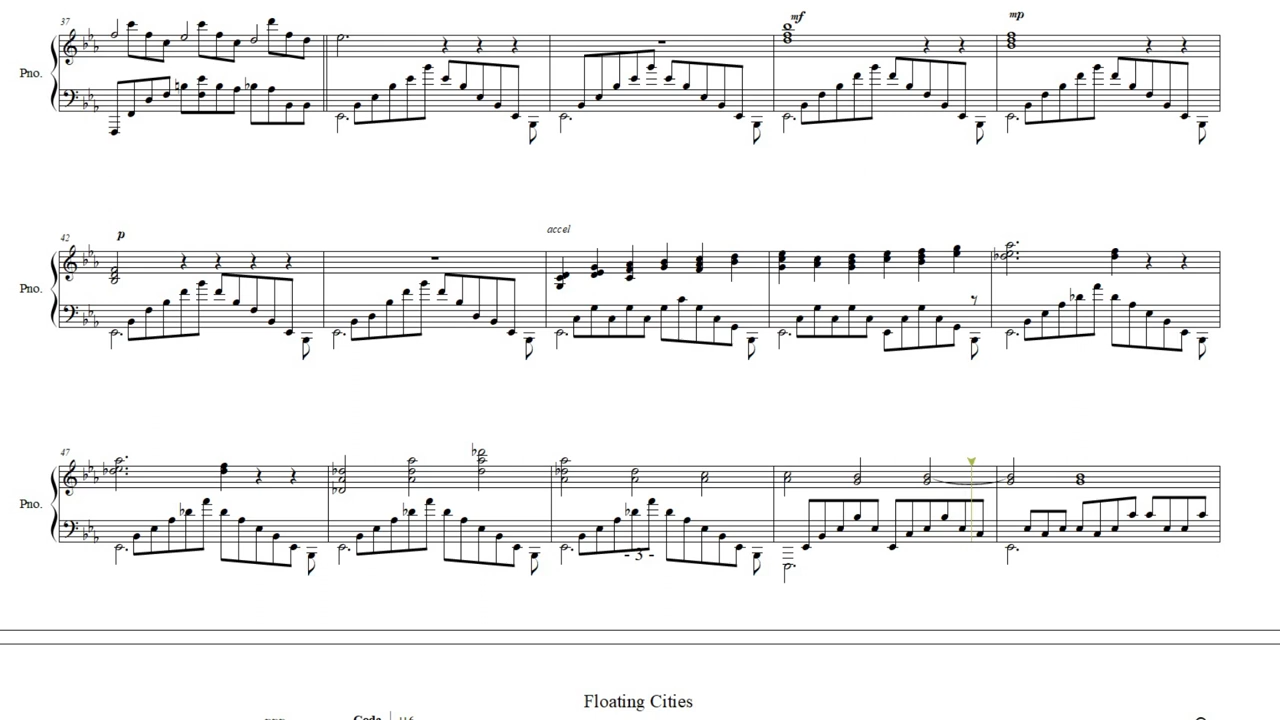 37
mf
mp
Pno.
42
p
accel
Pno.
47
Pno.
- 3 -
Floating Cities